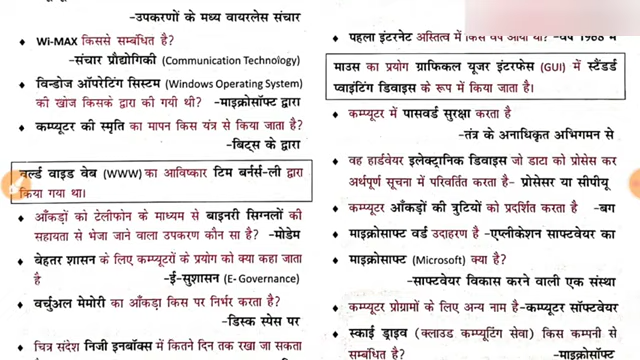 -उपकरणों के मध्य वायरलेस संचार
♦ Wi-MAX किससे सम्बंधित है?
-संचार प्रौद्योगिकी (Communication Technology)
♦ विन्डोज ऑपरेटिंग सिस्टम (Windows Operating System)
की खोज किसके द्वारा की गयी थी? -माइक्रोसॉफ्ट द्वारा
♦ कम्प्यूटर की स्मृति का मापन किस यंत्र से किया जाता है?
-बिट्स के द्वारा
वर्ल्ड वाइड वेब (WWW) का आविष्कार टिम बर्नर्स-ली द्वारा
किया गया था।
♦ आँकड़ों को टेलीफोन के माध्यम से बाइनरी सिग्नलों की
सहायता से भेजा जाने वाला उपकरण कौन सा है? -मोडेम
♦ बेहतर शासन के लिए कम्प्यूटरों के प्रयोग को क्या कहा जाता
है -ई-सुशासन (E- Governance)
♦ वर्चुअल मेमोरी का आँकड़ा किस पर निर्भर करता है?
-डिस्क स्पेस पर
♦ चित्र संदेश निजी इनबॉक्स में कितने दिन तक रखा जा सकता
♦ पहला इंटरनेट अस्तित्व में किस वर्ष आया था? -वर्ष 1968 में
माउस का प्रयोग ग्राफिकल यूजर इंटरफेस (GUI) में स्टैंडर्ड
प्वाइंटिंग डिवाइस के रूप में किया जाता है।
♦ कम्प्यूटर में पासवर्ड सुरक्षा करता है
-तंत्र के अनाधिकृत अभिगमन से
♦ वह हार्डवेयर इलेक्ट्रानिक डिवाइस जो डाटा को प्रोसेस कर
अर्थपूर्ण सूचना में परिवर्तित करता है- प्रोसेसर या सीपीयू
♦ कम्प्यूटर आँकड़ों की त्रुटियों को प्रदर्शित करता है -बग
♦ माइक्रोसाफ्ट वर्ड उदाहरण है -एप्लीकेशन साफ्टवेयर का
♦ माइक्रोसाफ्ट (Microsoft) क्या है?
-साफ्टवेयर विकास करने वाली एक संस्था
♦ कम्प्यूटर प्रोग्रामों के लिए अन्य नाम है-कम्प्यूटर सॉफ्टवेयर
♦ स्काई ड्राइव (क्लाउड कम्प्यूटिंग सेवा) किस कम्पनी से
सम्बंधित है? -माइक्रोसॉफ्ट